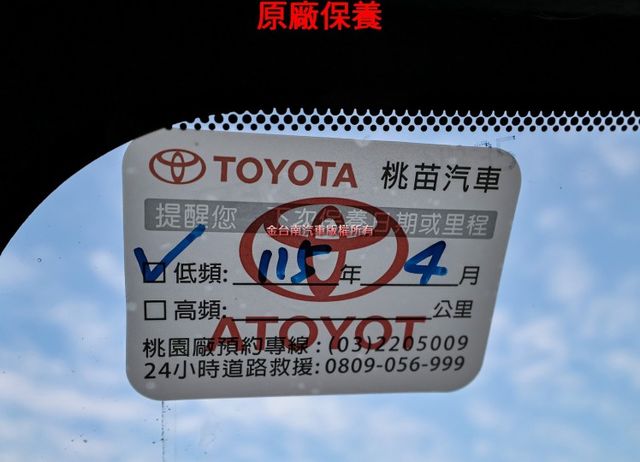 原廠保養
TOYOTA 桃苗汽車
提醒您 下次保養日期或里程
金台南汽車版權所有
低頻: 115 年 4 月
高頻: 公里
ATOYOT
桃園廠預約專線:(03)2205009
24小時道路救援:0809-056-999